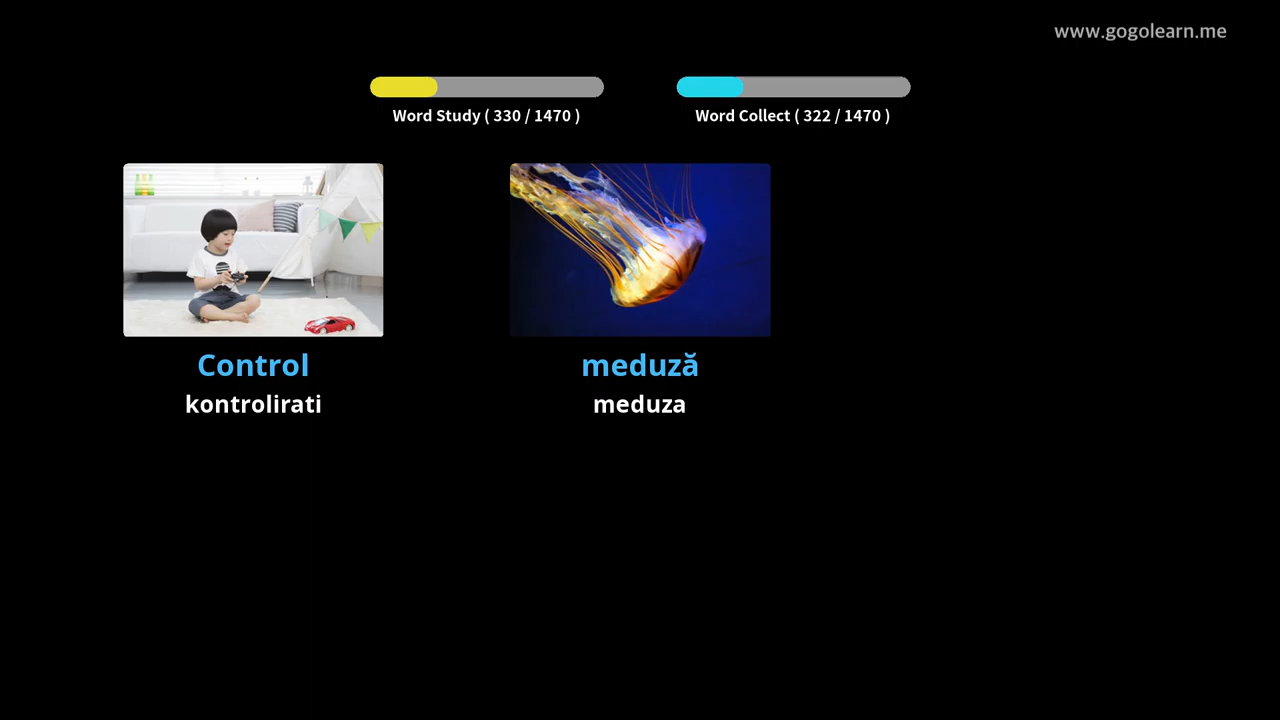 www.gogolearn.me
Word Study ( 330 / 1470 )
Word Collect ( 322 / 1470 )
Control
kontrolirati
meduză
meduza